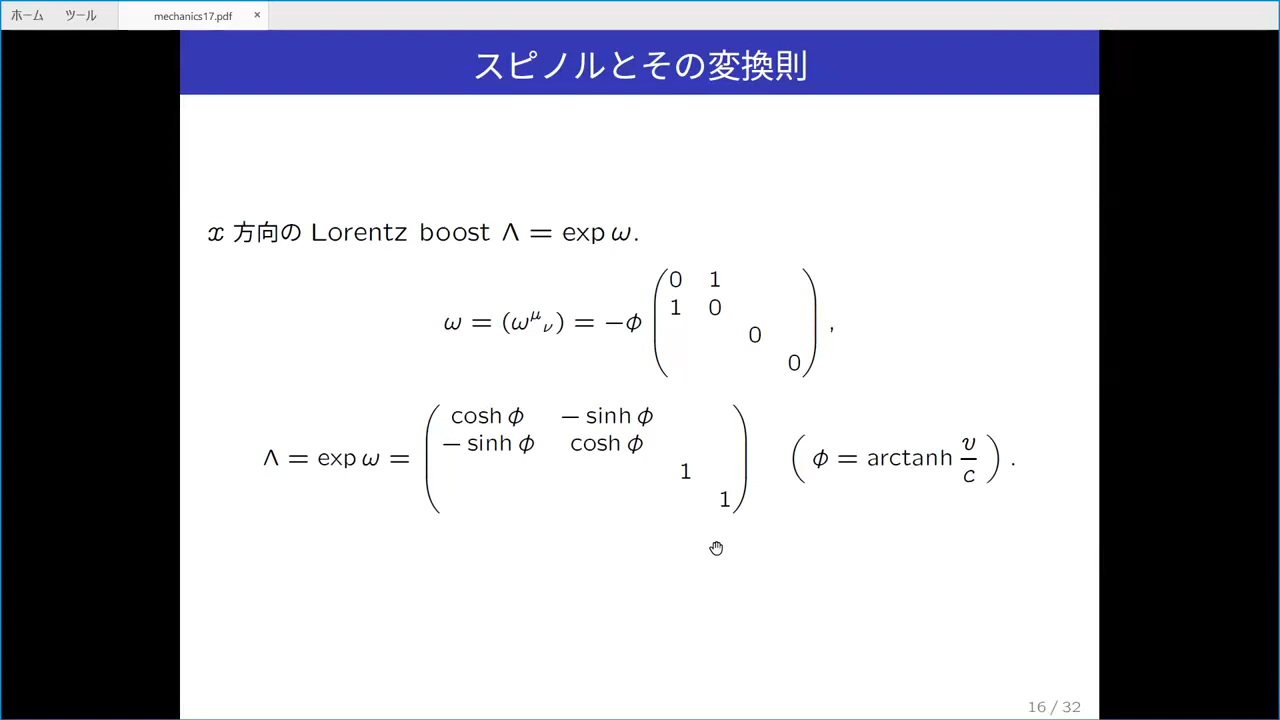 ホーム ツール mechanics17.pdf ×
スピノルとその変換則
x 方向の Lorentz boost Λ = exp ω.
ω = (ω^μ_ν) = −ϕ ( 0 1
1 0
0
0 ) ,
Λ = exp ω = ( cosh ϕ − sinh ϕ
− sinh ϕ cosh ϕ
1
1 ) ( ϕ = arctanh v/c ) .
16 / 32